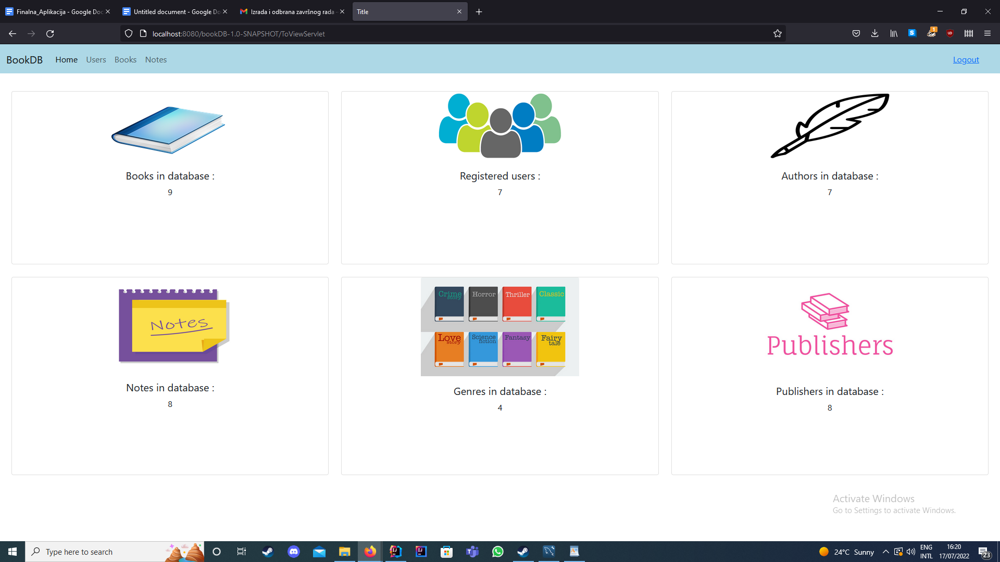 Finalna_Aplikacija - Google Doc
Untitled document - Google Do
Izrada i odbrana završnog rada -
Title
localhost:8080/bookDB-1.0-SNAPSHOT/ToViewServlet
1
BookDB
Home
Users
Books
Notes
Logout
Books in database :
9
Registered users :
7
Authors in database :
7
Notes
Notes in database :
8
Crime
story
Horror
Thriller
Classic
Love
story
Science
fiction
Fantasy
Fairy
tale
Genres in database :
4
Publishers
Publishers in database :
8
Activate Windows
Go to Settings to activate Windows.
Type here to search
24°C Sunny
ENG
INTL
16:20
17/07/2022
23